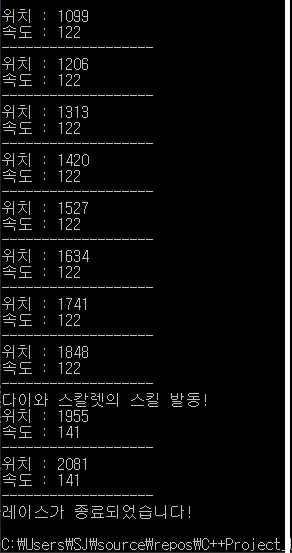 위치 : 1099
속도 : 122
--------------------
위치 : 1206
속도 : 122
--------------------
위치 : 1313
속도 : 122
--------------------
위치 : 1420
속도 : 122
--------------------
위치 : 1527
속도 : 122
--------------------
위치 : 1634
속도 : 122
--------------------
위치 : 1741
속도 : 122
--------------------
위치 : 1848
속도 : 122
--------------------
다이와 스칼렛의 스킬 발동!
위치 : 1955
속도 : 141
--------------------
위치 : 2081
속도 : 141
--------------------
레이스가 종료되었습니다!
C:₩Users₩SJ₩source₩repos₩C++Project_